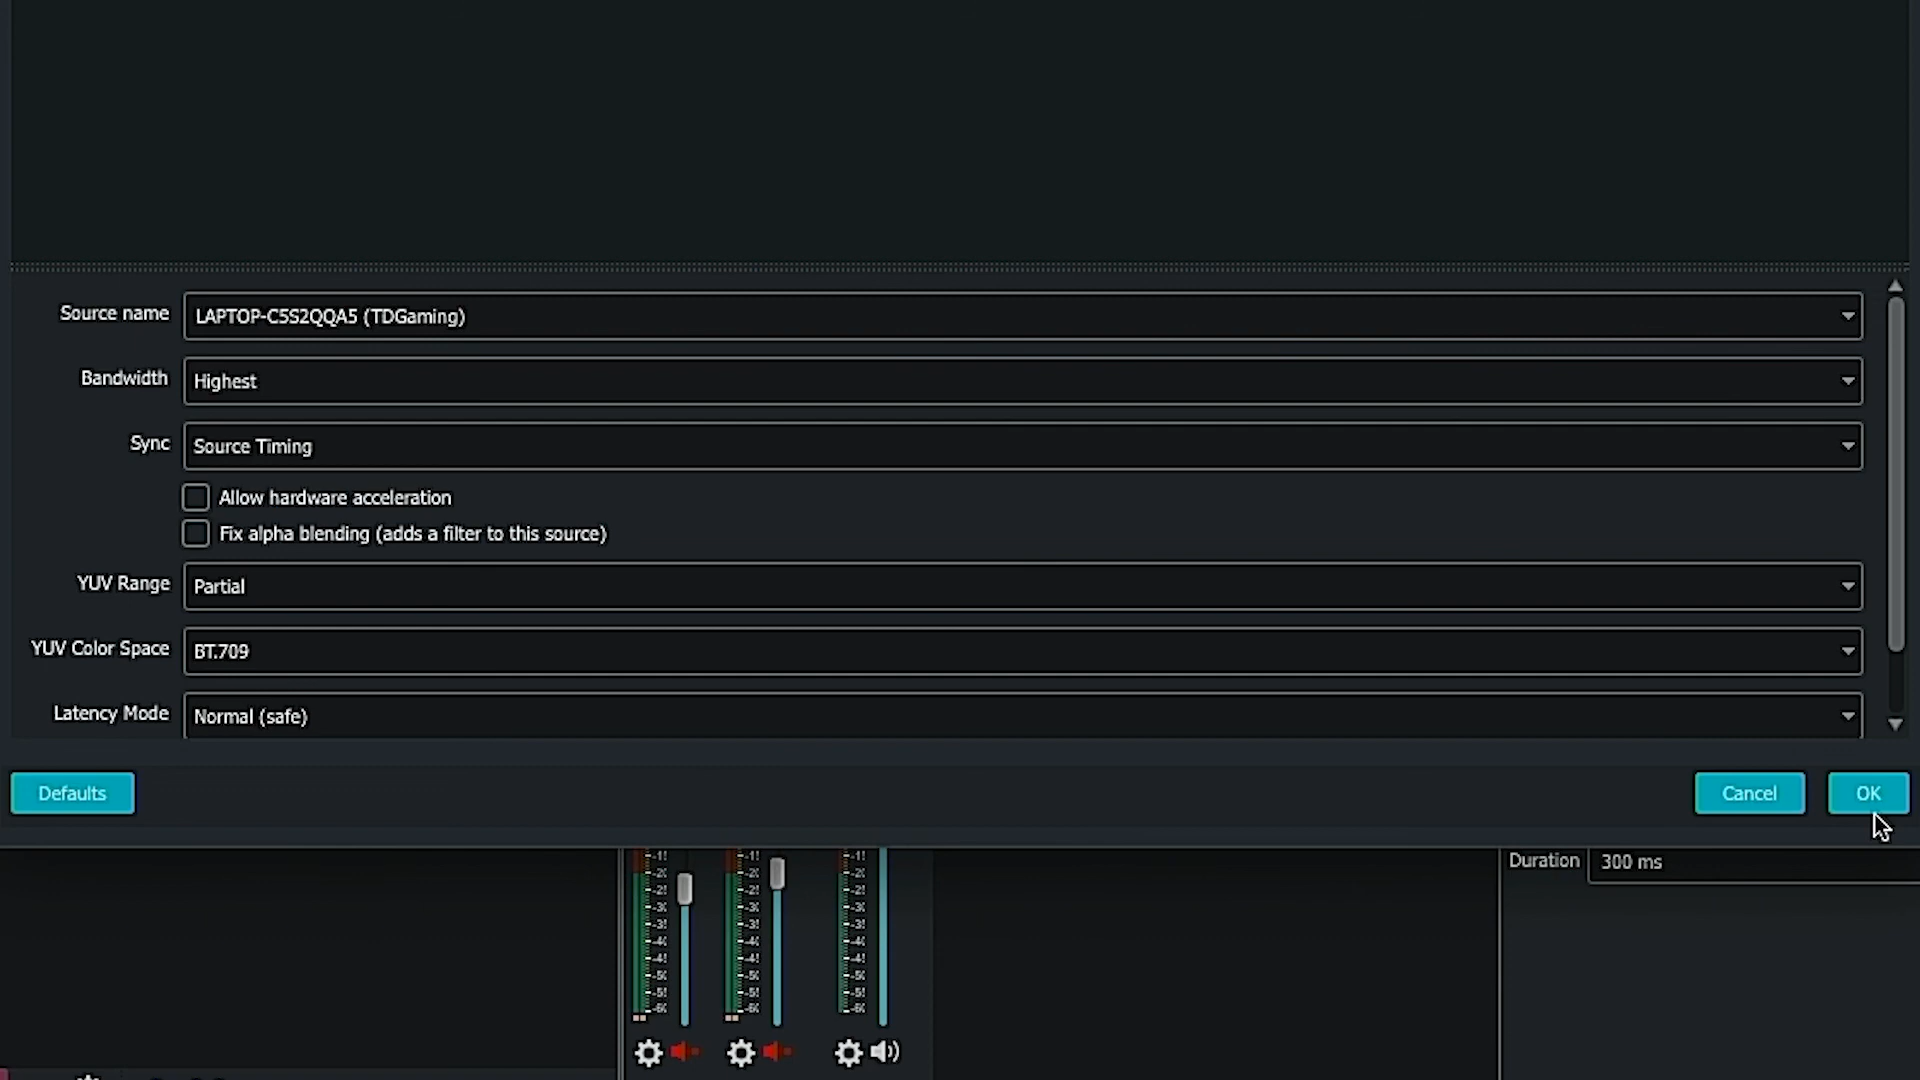 Source name
LAPTOP-C5S2QQA5 (TDGaming)
Bandwidth
Highest
Sync
Source Timing
Allow hardware acceleration
Fix alpha blending (adds a filter to this source)
YUV Range
Partial
YUV Color Space
BT.709
Latency Mode
Normal (safe)
Defaults
Cancel
OK
Duration
300 ms